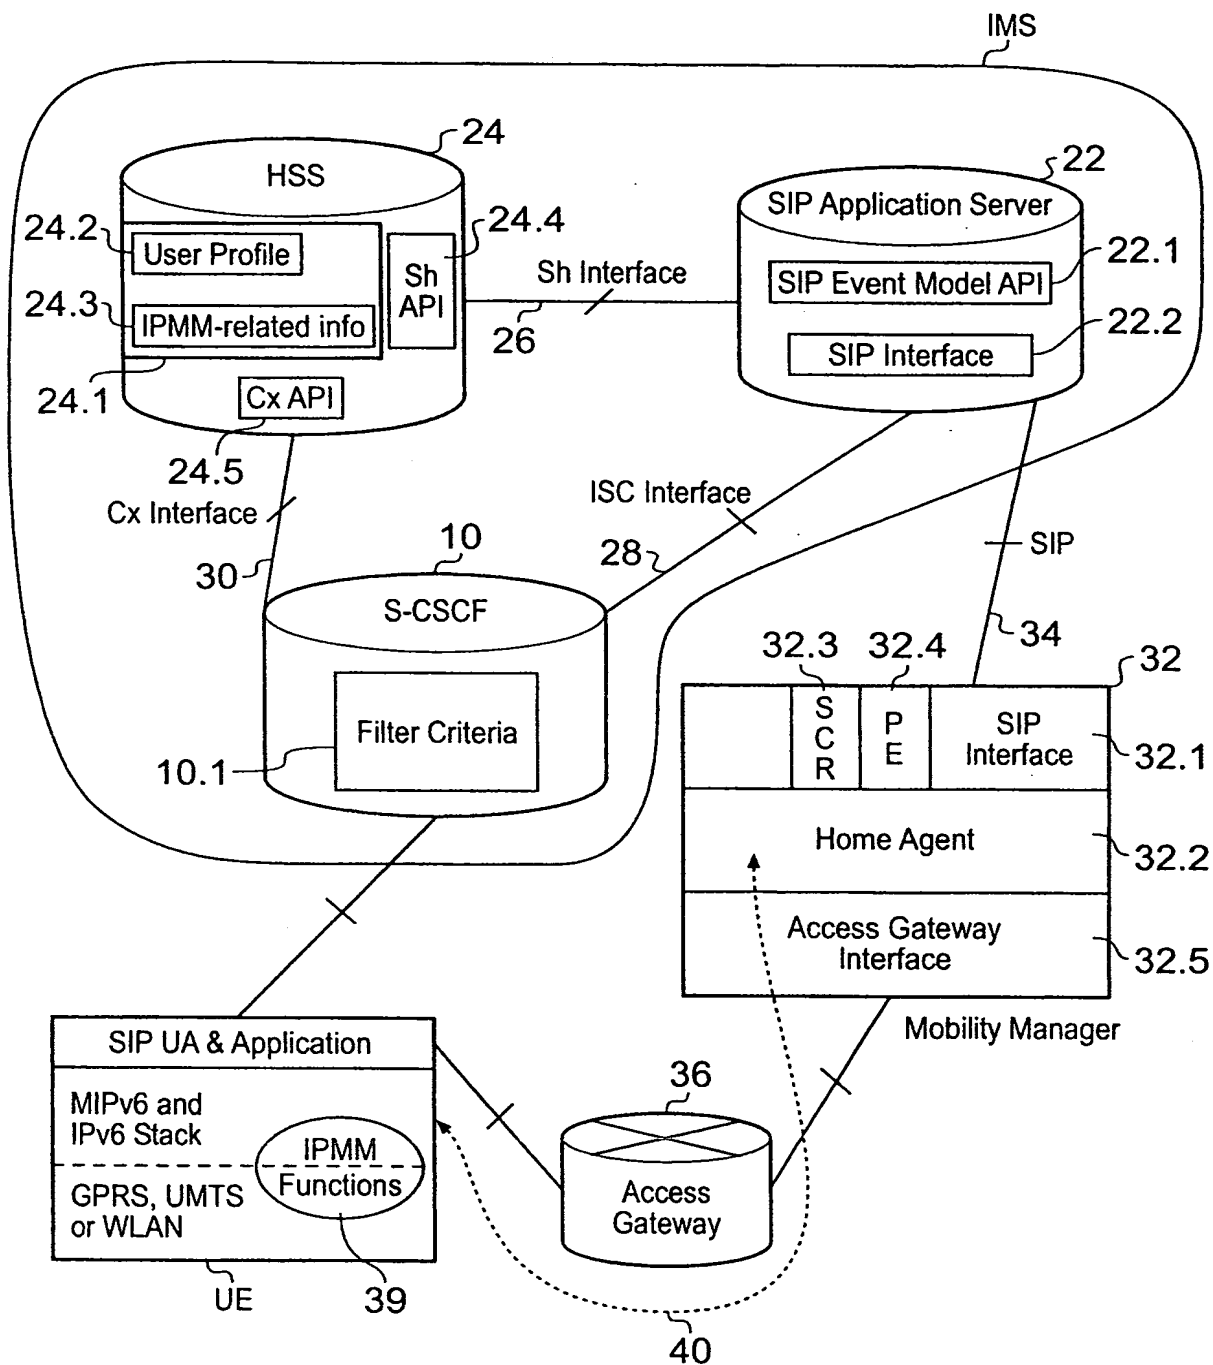 IMS
24
HSS
22
SIP Application Server
24.2
User Profile
24.4
Sh
API
Sh Interface
22.1
SIP Event Model API
24.3
IPMM-related info
26
22.2
SIP Interface
24.1
Cx API
24.5
Cx Interface
ISC Interface
30
10
28
SIP
S-CSCF
34
32.3
32.4
32
Filter Criteria
10.1
S
C
R
P
E
SIP
Interface
32.1
Home Agent
32.2
Access Gateway
Interface
32.5
Mobility Manager
SIP UA & Application
MIPv6 and
IPv6 Stack
IPMM
Functions
GPRS, UMTS
or WLAN
36
Access
Gateway
UE
39
40